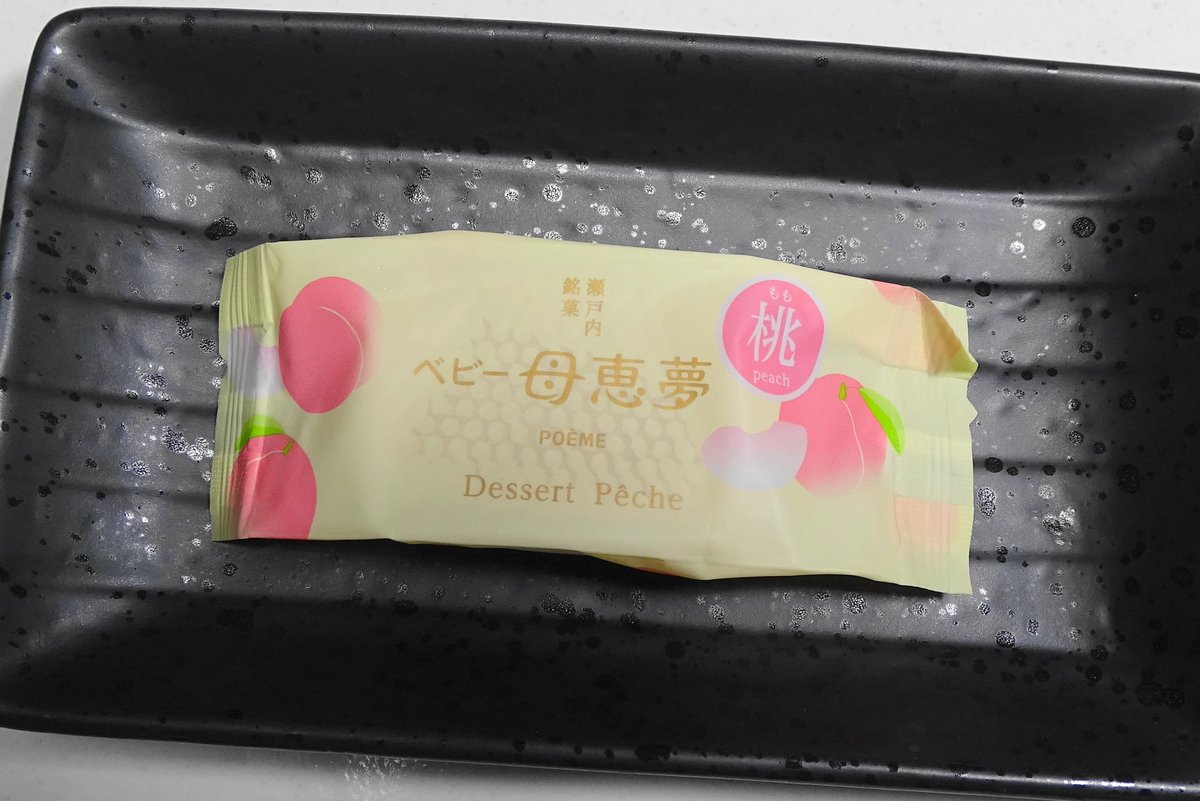 瀬戸内
銘菓
ベビー母恵夢
POÈME
Dessert Pêche
もも
桃
peach